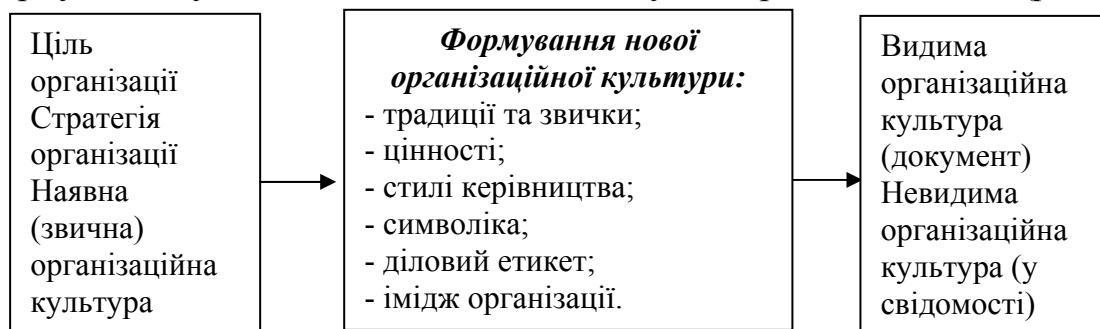 Ціль
організації
Стратегія
організації
Наявна
(звична)
організаційна
культура
Формування нової
організаційної культури:
- традиції та звички;
- цінності;
- стилі керівництва;
- символіка;
- діловий етикет;
- імідж організації.
Видима
організаційна
культура
(документ)
Невидима
організаційна
культура (у
свідомості)